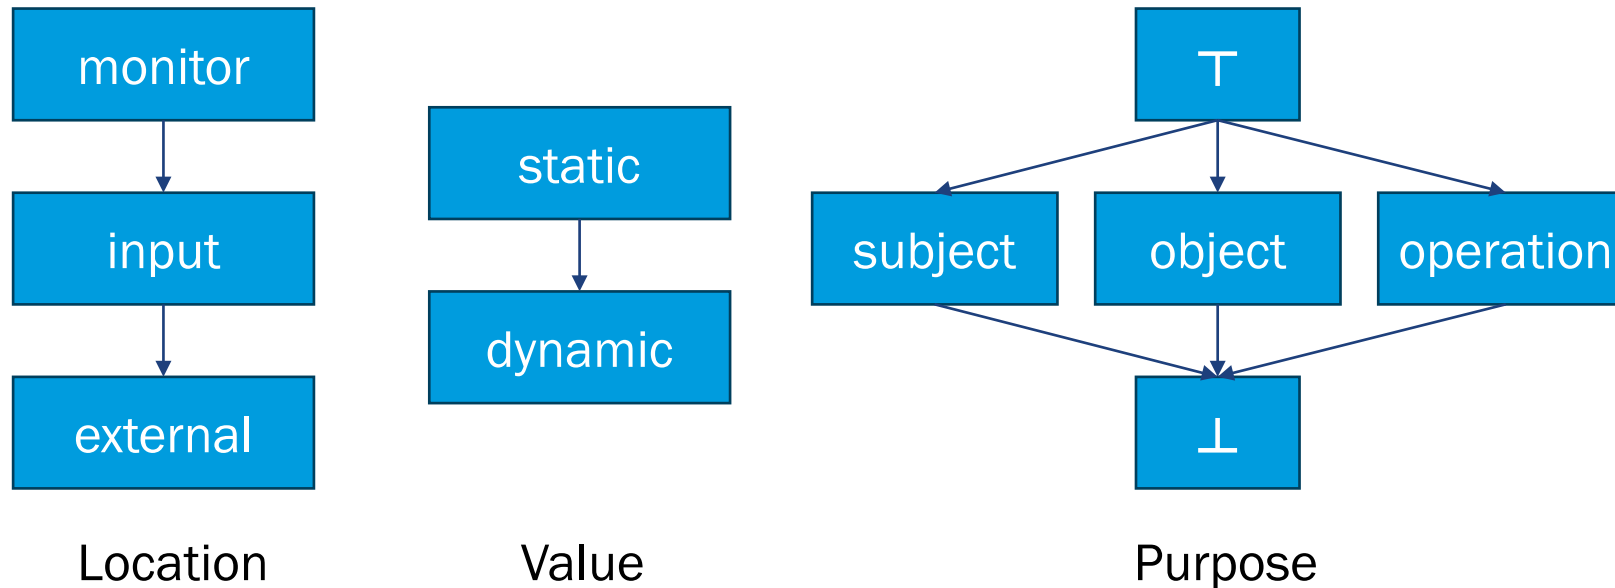 monitor
input
external
Location
static
dynamic
Value
⊤
subject
object
operation
⊥
Purpose